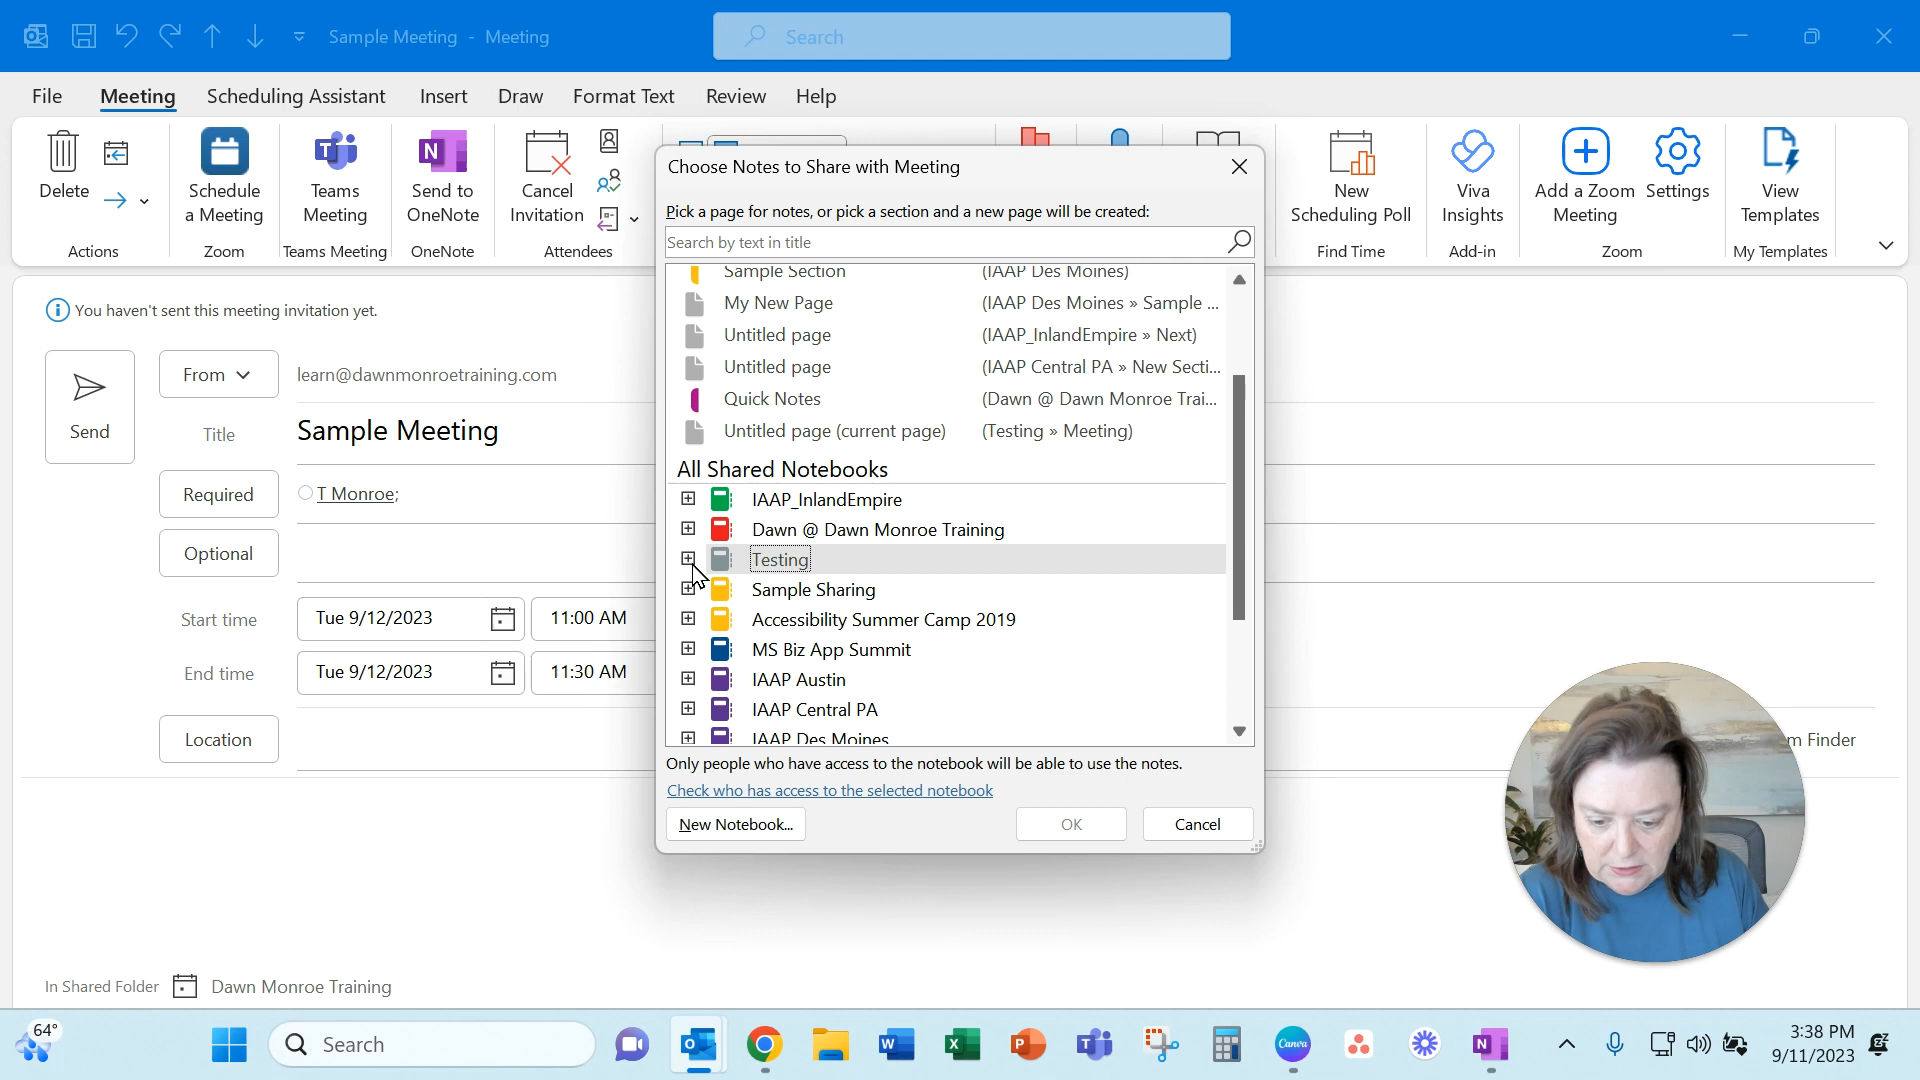 Sample Meeting - Meeting
Search
File Meeting Scheduling Assistant Insert Draw Format Text Review Help
Delete
Actions
Schedule
a Meeting
Zoom
Teams
Meeting
Teams Meeting
Send to
OneNote
OneNote
Cancel
Invitation
Attendees
New
Scheduling Poll
Find Time
Viva
Insights
Add-in
Add a Zoom
Meeting
Settings
Zoom
View
Templates
My Templates
You haven't sent this meeting invitation yet.
Send
From learn@dawnmonroetraining.com
Title Sample Meeting
Required T Monroe;
Optional
Start time Tue 9/12/2023 11:00 AM
End time Tue 9/12/2023 11:30 AM
Location
m Finder
Choose Notes to Share with Meeting
Pick a page for notes, or pick a section and a new page will be created:
Search by text in title
Sample Section (IAAP Des Moines)
My New Page (IAAP Des Moines » Sample ...
Untitled page (IAAP_InlandEmpire » Next)
Untitled page (IAAP Central PA » New Secti...
Quick Notes (Dawn @ Dawn Monroe Trai...
Untitled page (current page) (Testing » Meeting)
All Shared Notebooks
IAAP_InlandEmpire
Dawn @ Dawn Monroe Training
Testing
Sample Sharing
Accessibility Summer Camp 2019
MS Biz App Summit
IAAP Austin
IAAP Central PA
IAAP Des Moines
Only people who have access to the notebook will be able to use the notes.
Check who has access to the selected notebook
New Notebook... OK Cancel
In Shared Folder Dawn Monroe Training
64°
Search
Canva
3:38 PM
9/11/2023